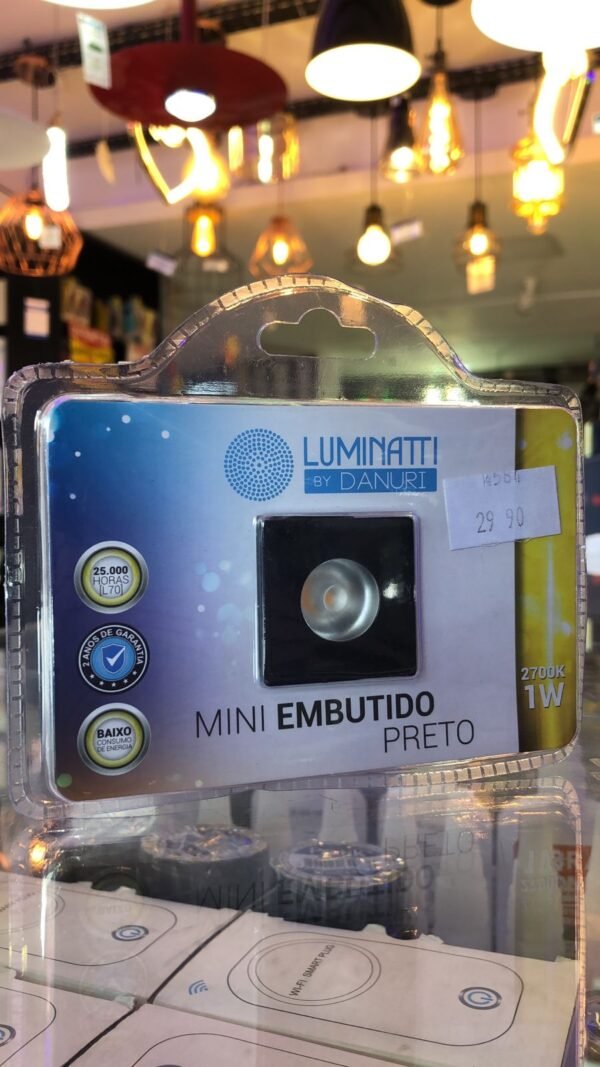 LUMINATTI
BY DANURI
29 90
25.000
HORAS
[L70]
2 ANOS DE GARANTIA
BAIXO
CONSUMO
DE ENERGIA
2700K
1W
MINI EMBUTIDO
PRETO
WI-FI SMART PLUG